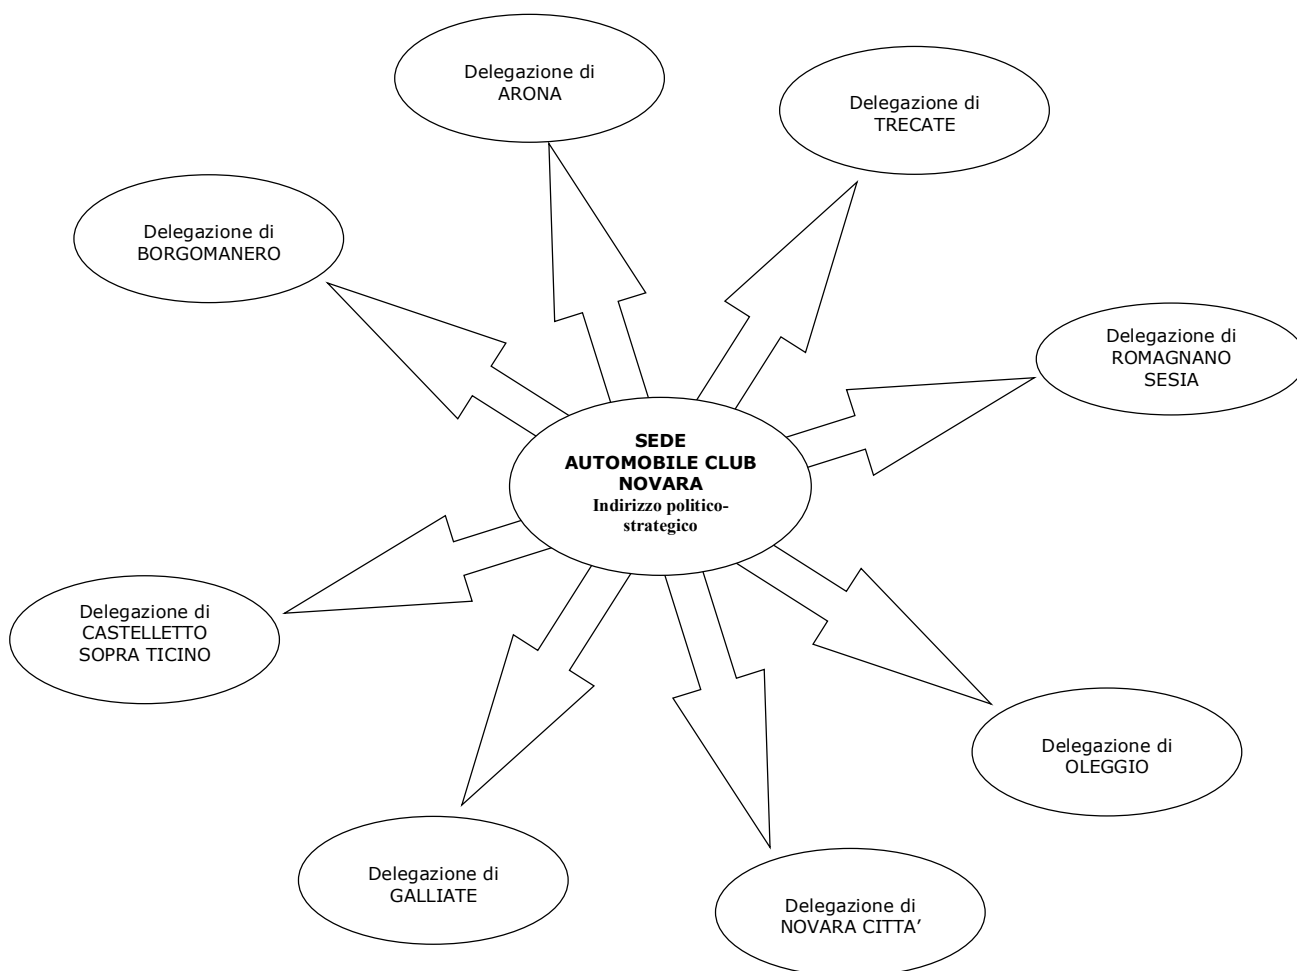 Delegazione di
ARONA
Delegazione di
TRECATE
Delegazione di
BORGOMANERO
Delegazione di
ROMAGNANO
SESIA
SEDE
AUTOMOBILE CLUB
NOVARA
Indirizzo politico-
strategico
Delegazione di
CASTELLETTO
SOPRA TICINO
Delegazione di
OLEGGIO
Delegazione di
GALLIATE
Delegazione di
NOVARA CITTA’